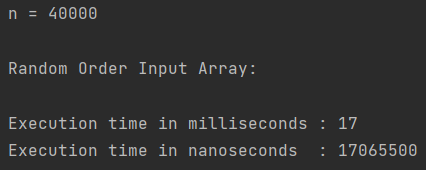 n = 40000
Random Order Input Array:
Execution time in milliseconds : 17
Execution time in nanoseconds  : 17065500